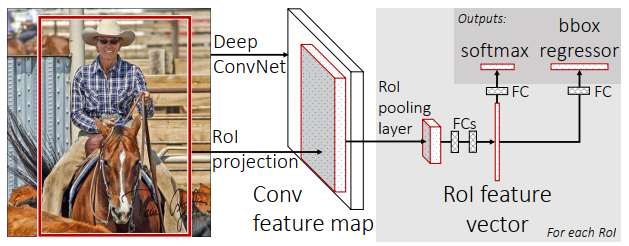 Outputs:
softmax
bbox
regressor
Deep
ConvNet
RoI
projection
Conv
feature map
RoI
pooling
layer
FCs
FC
FC
RoI feature
vector
For each RoI